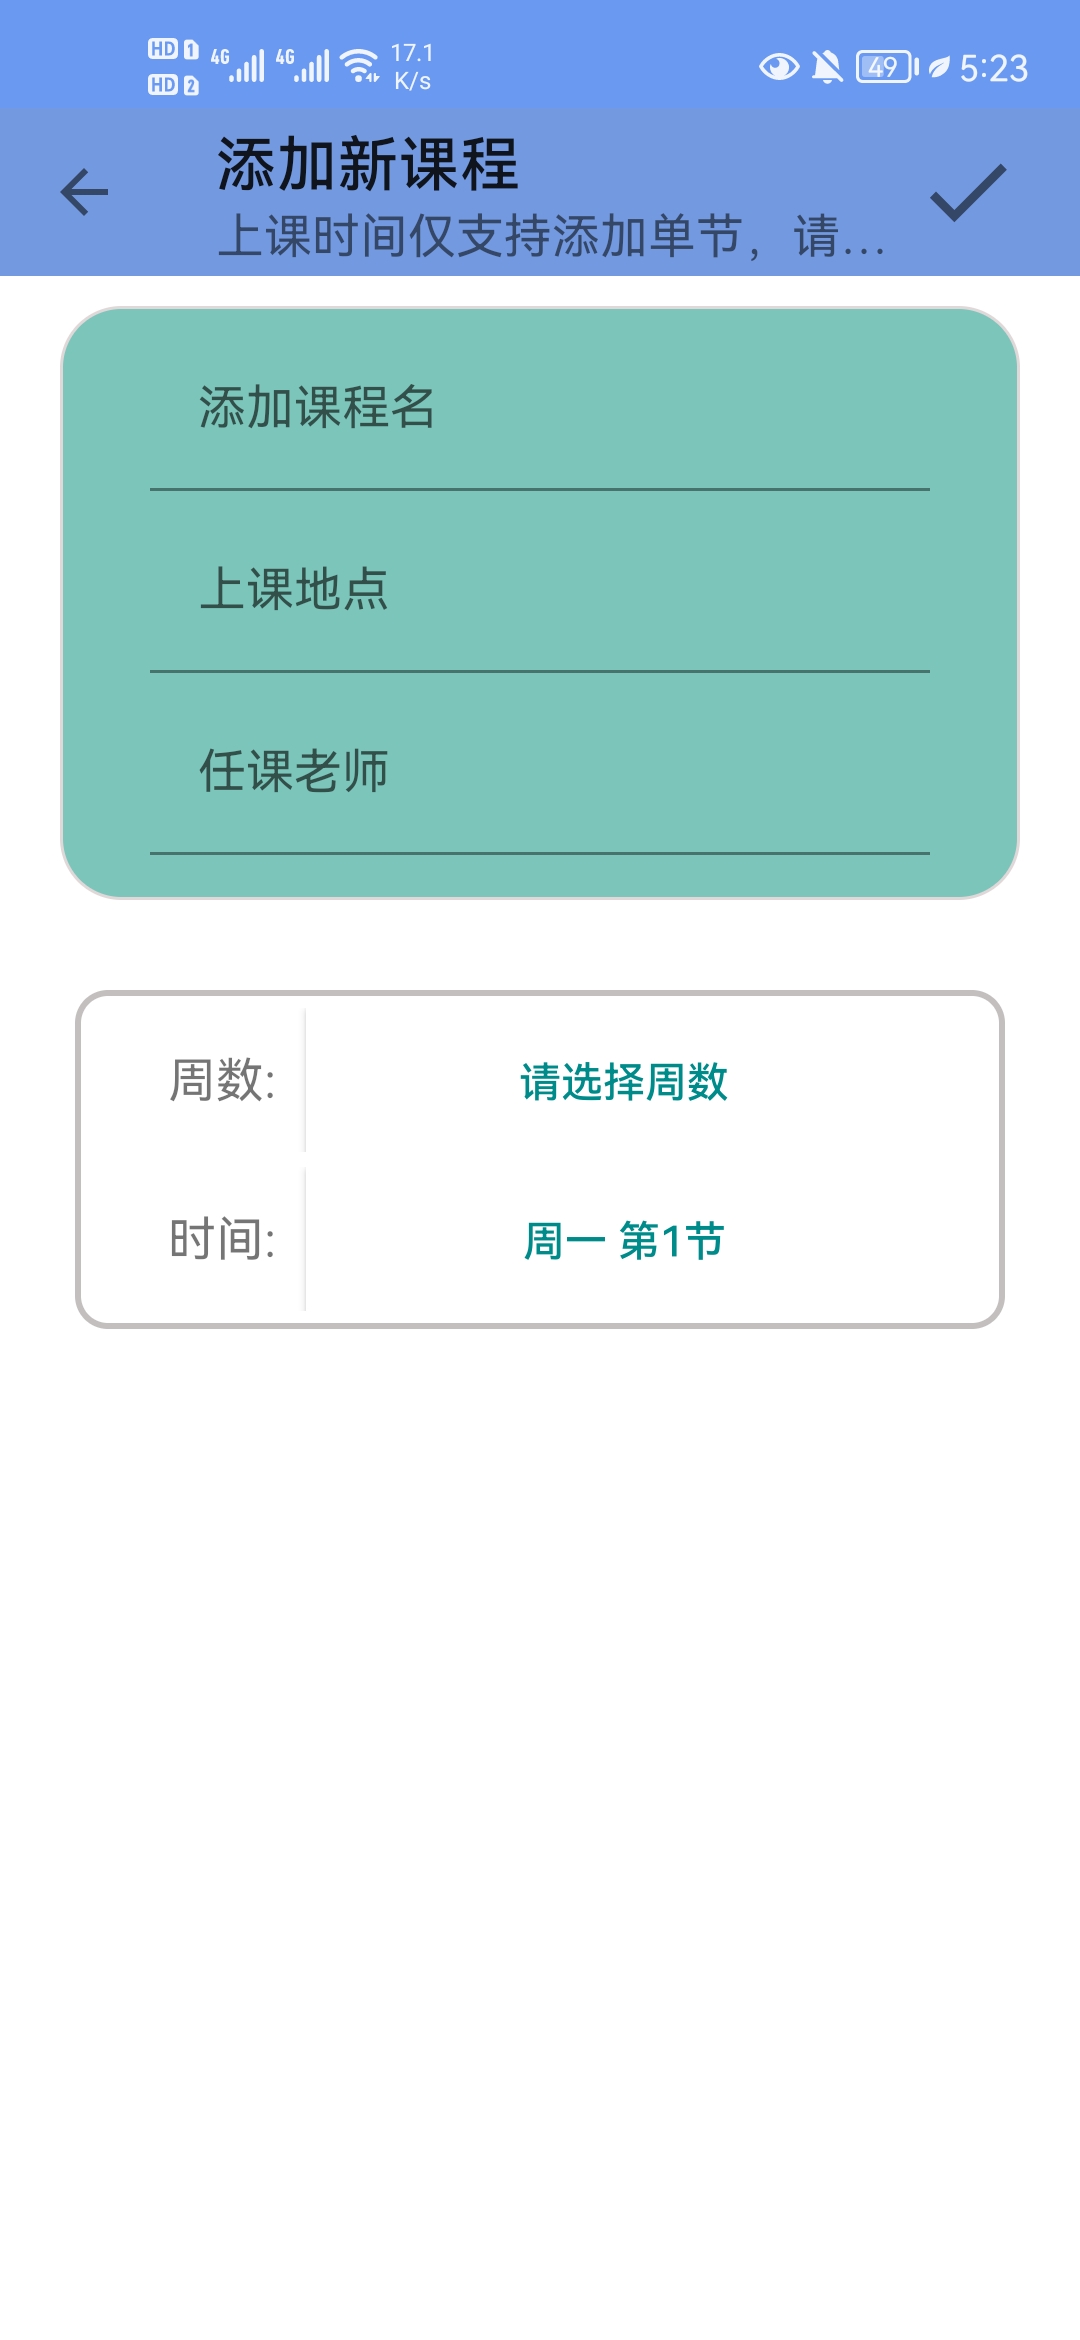 HD 1 4G 4G 17.1
HD 2 K/s
49 5:23
添加新课程
上课时间仅支持添加单节，请...
添加课程名
上课地点
任课老师
周数:
请选择周数
时间:
周一 第1节